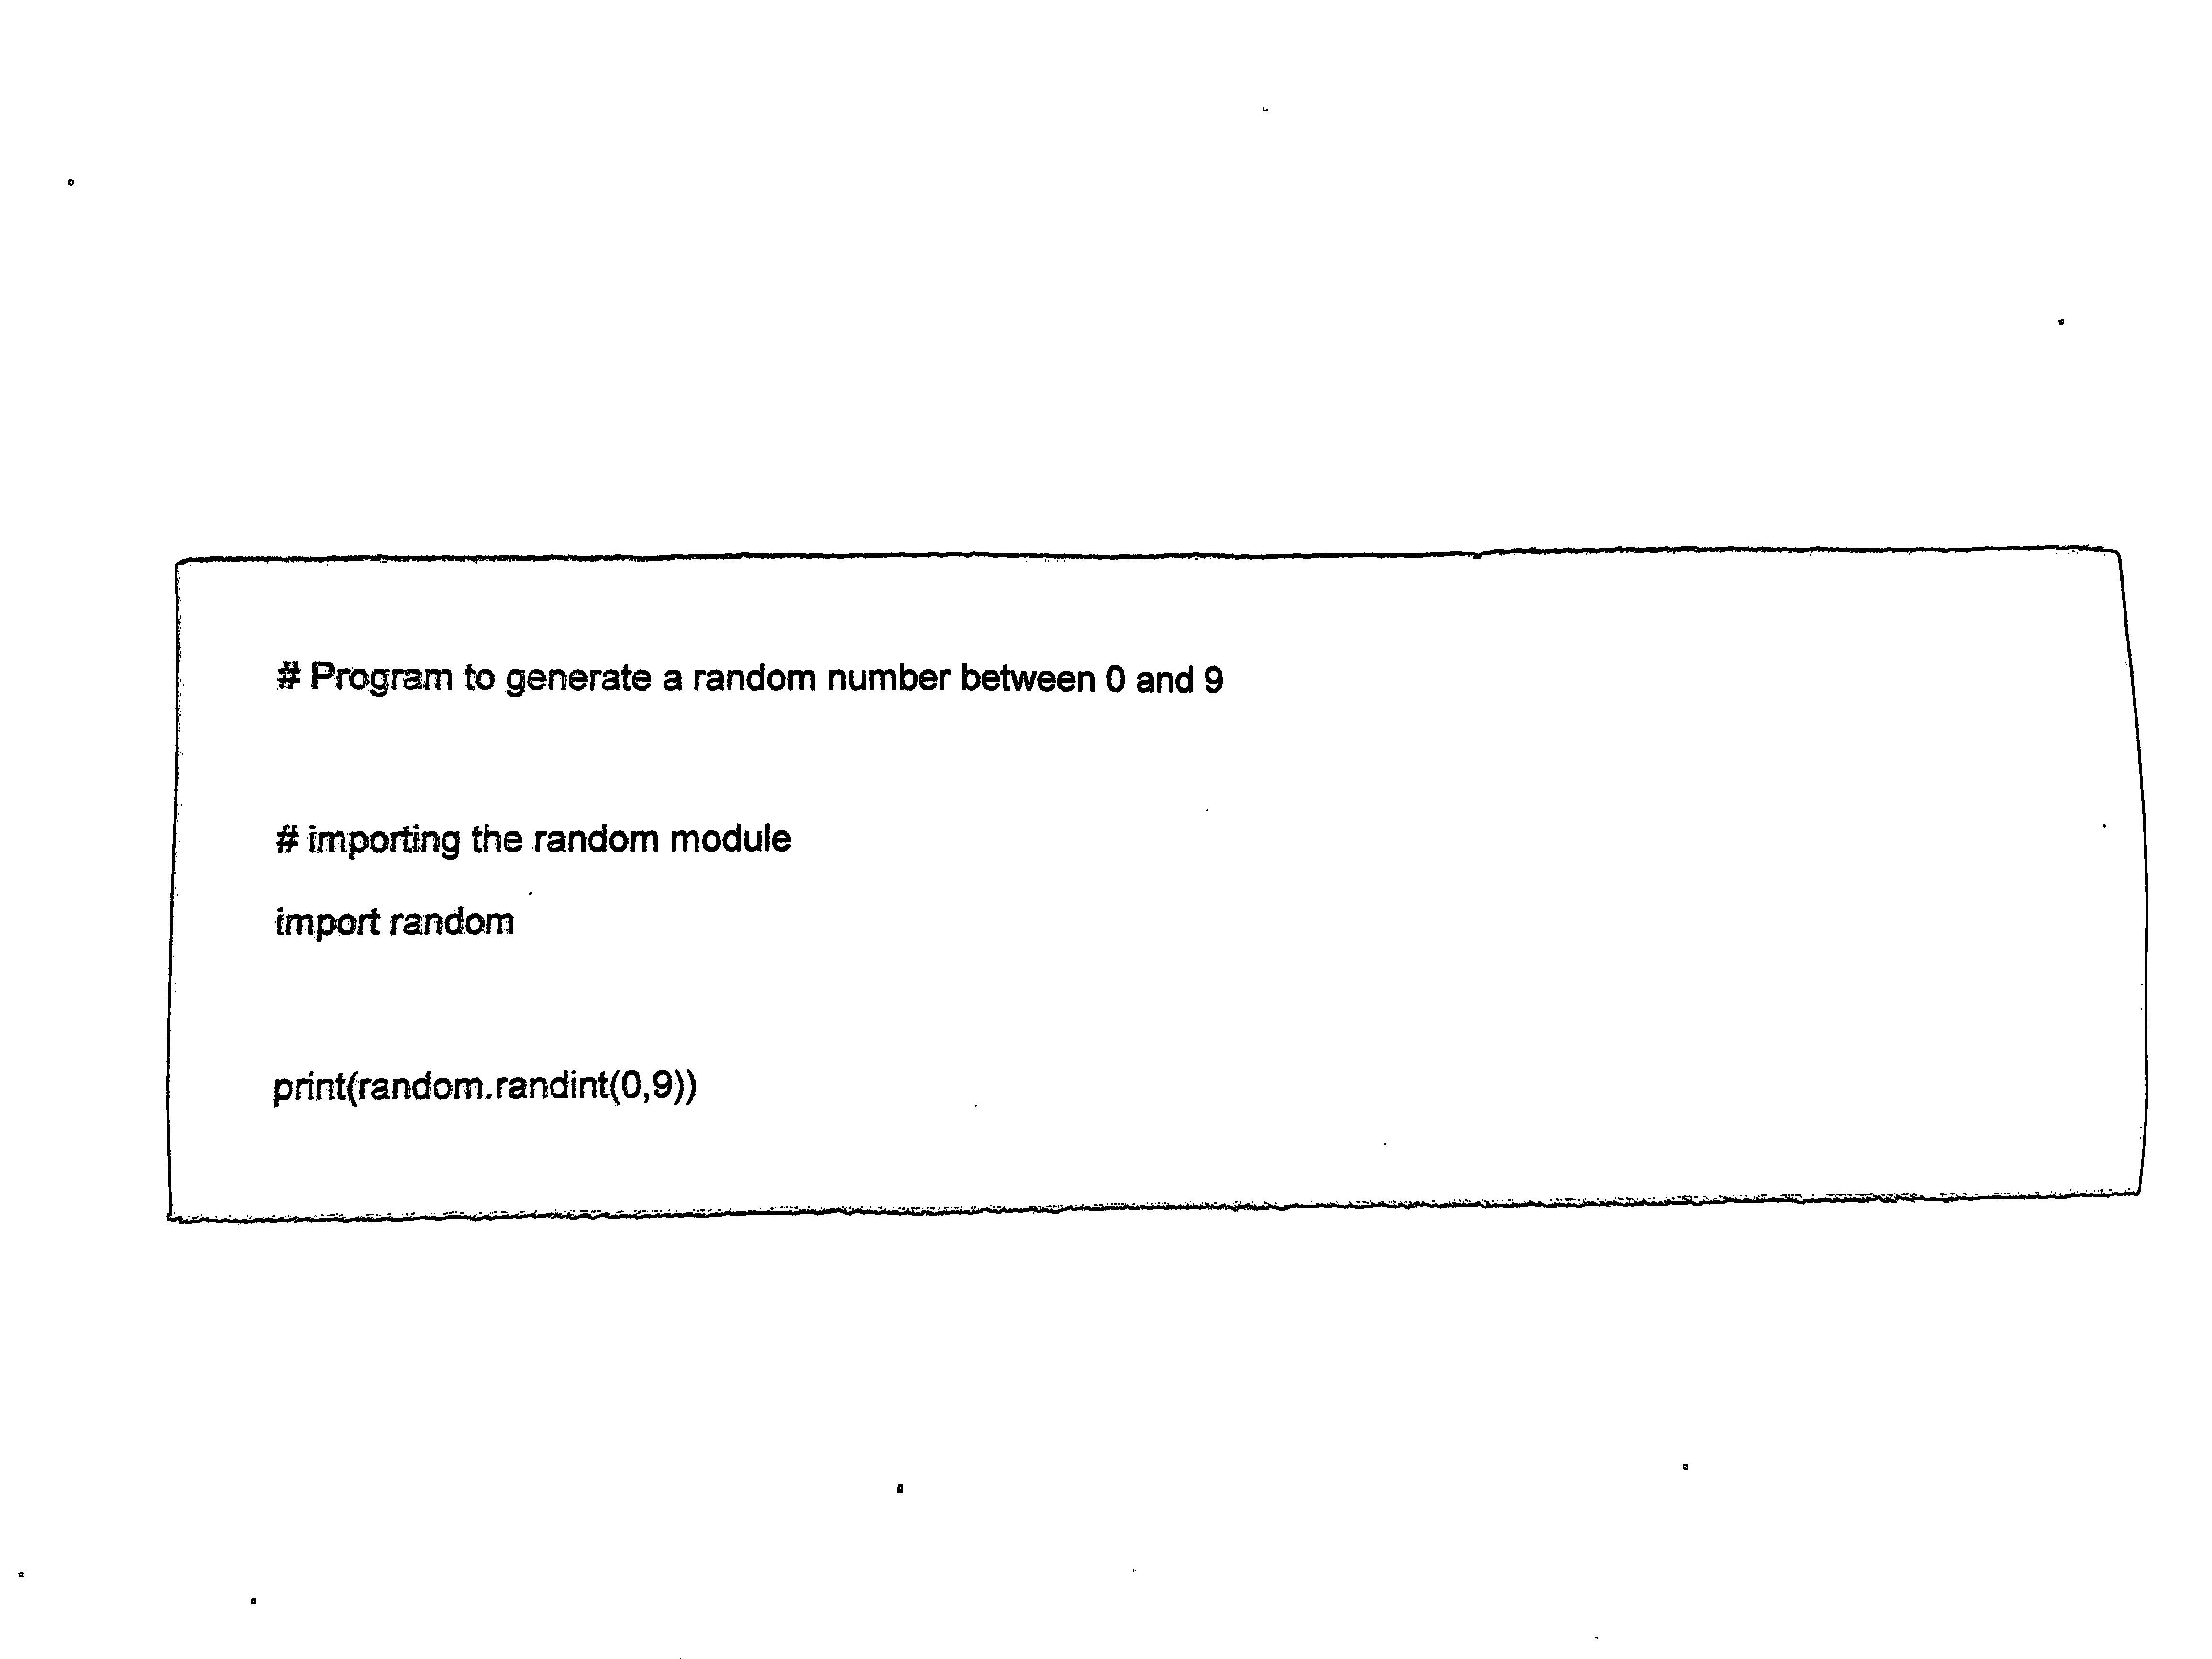 # Program to generate a random number between 0 and 9
# importing the random module
import random
print(random.randint(0,9))